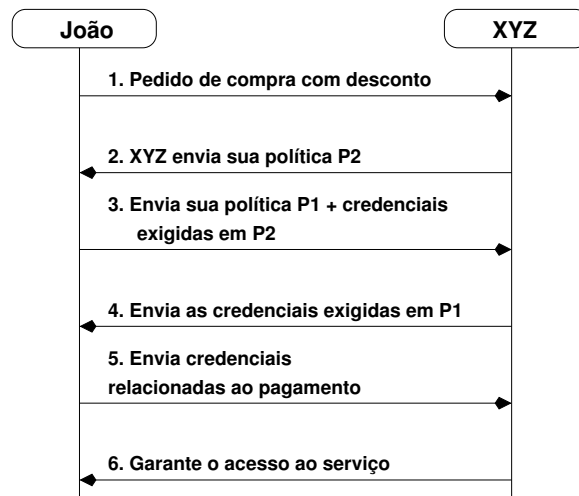 João
XYZ
1. Pedido de compra com desconto
2. XYZ envia sua política P2
3. Envia sua política P1 + credenciais
exigidas em P2
4. Envia as credenciais exigidas em P1
5. Envia credenciais
relacionadas ao pagamento
6. Garante o acesso ao serviço